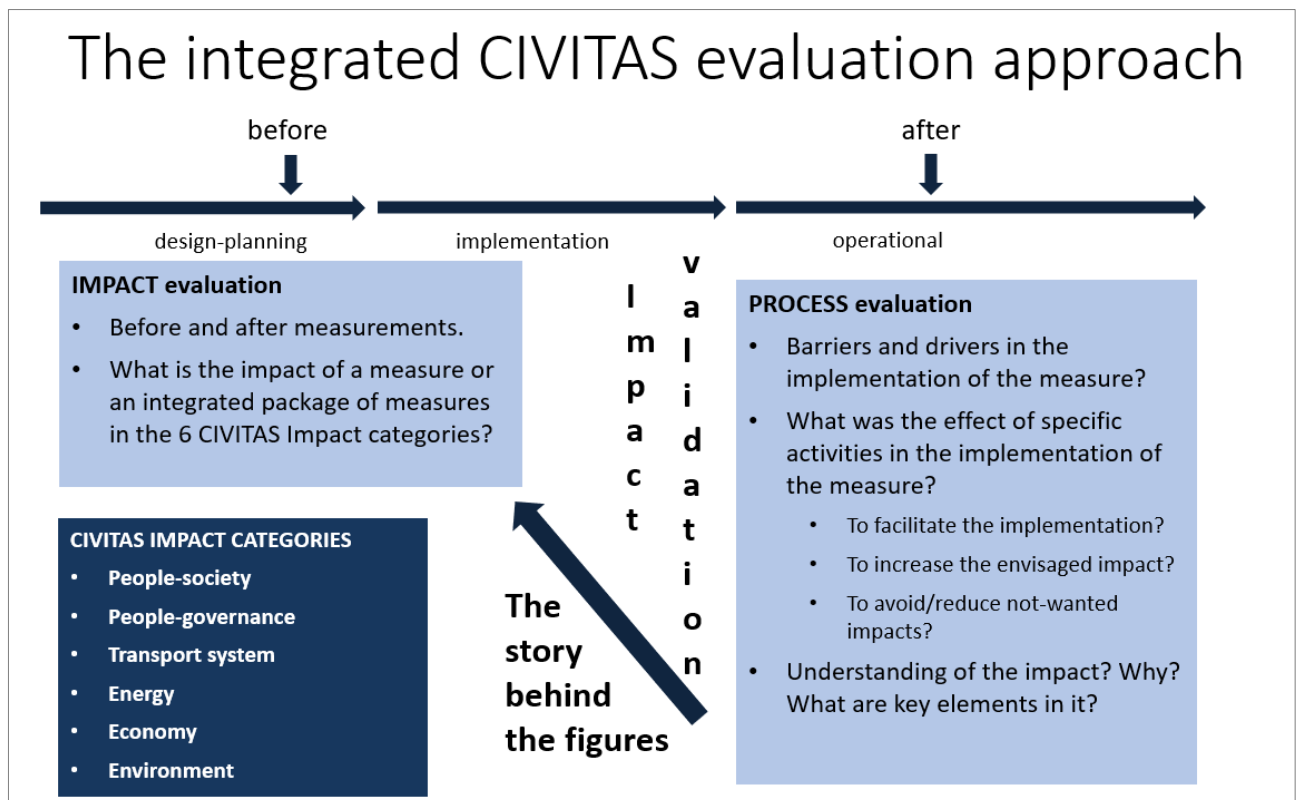 The integrated CIVITAS evaluation approach
before
after
design-planning
implementation
operational
IMPACT evaluation
• Before and after measurements.
• What is the impact of a measure or
an integrated package of measures
in the 6 CIVITAS Impact categories?
CIVITAS IMPACT CATEGORIES
• People-society
• People-governance
• Transport system
• Energy
• Economy
• Environment
Impact
validation
The
story
behind
the figures
PROCESS evaluation
• Barriers and drivers in the
implementation of the measure?
• What was the effect of specific
activities in the implementation of
the measure?
• To facilitate the implementation?
• To increase the envisaged impact?
• To avoid/reduce not-wanted
impacts?
• Understanding of the impact? Why?
What are key elements in it?